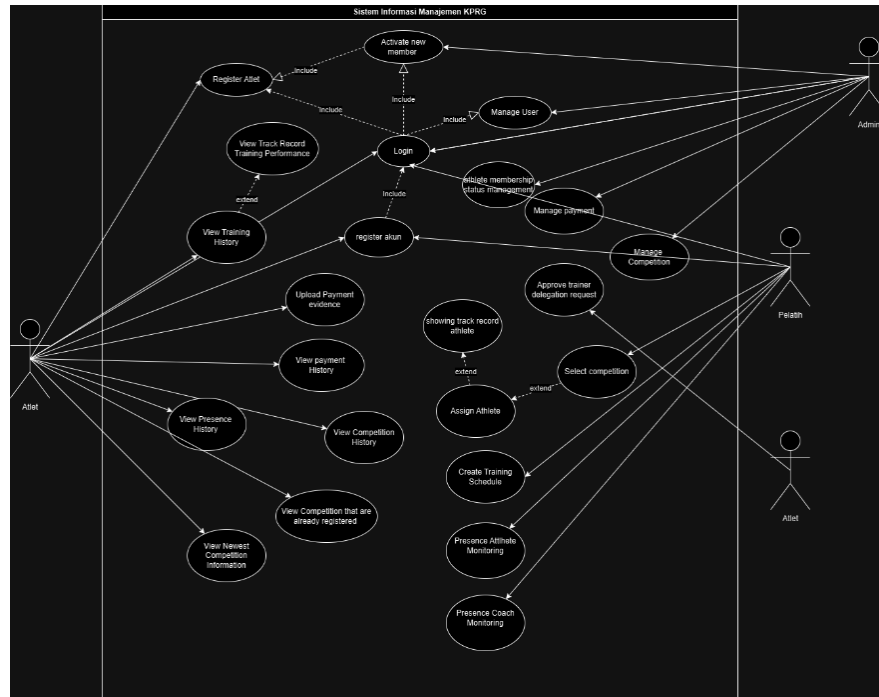 Sistem Informasi Manajemen KPRG
Activate new
member
Include
Register Atlet
Include
Include
Include
Manage User
Admin
View Track Record
Training Performance
Login
athlete membership
status management
extend
Include
Manage payment
View Training
History
register akun
Manage
Competition
Approve trainer
delegation request
Upload Payment
evidence
showing track record
athlete
Pelatih
View payment
History
extend
Select competition
extend
Atlet
Assign Athlete
View Presence
History
View Competition
History
Create Training
Schedule
View Competition that are
already registered
Atlet
View Newest
Competition
Information
Presence Attlhete
Monitoring
Presence Coach
Monitoring